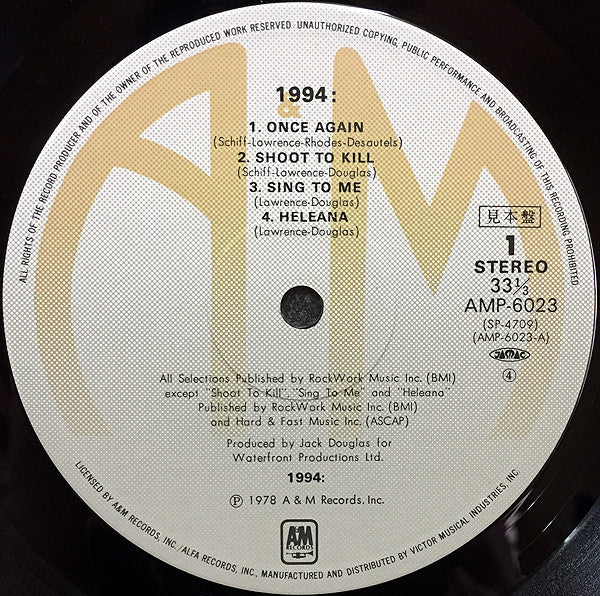 ALL RIGHTS OF THE RECORD PRODUCER AND OF THE OWNER OF THE REPRODUCED WORK RESERVED. UNAUTHORIZED COPYING, PUBLIC PERFORMANCE AND BROADCASTING OF THIS RECORDING PROHIBITED
A&M
1994:
1. ONCE AGAIN
(Schiff-Lawrence-Rhodes-Desautels)
2. SHOOT TO KILL
(Schiff-Lawrence-Douglas)
3. SING TO ME
(Lawrence-Douglas)
4. HELEANA
(Lawrence-Douglas)
見本盤
1
STEREO
33⅓
AMP-6023
(SP-4709)
(AMP-6023-A)
JASRAC
④
All Selections Published by RockWork Music Inc. (BMI)
except "Shoot To Kill", "Sing To Me" and "Heleana"
Published by RockWork Music Inc. (BMI)
and Hard & Fast Music Inc. (ASCAP)
Produced by Jack Douglas for
Waterfront Productions Ltd.
1994:
Ⓟ 1978 A & M Records. Inc.
A&M
RECORDS
LICENSED BY A&M RECORDS, INC./ALFA RECORDS, INC., MANUFACTURED AND DISTRIBUTED BY VICTOR MUSICAL INDUSTRIES, INC.